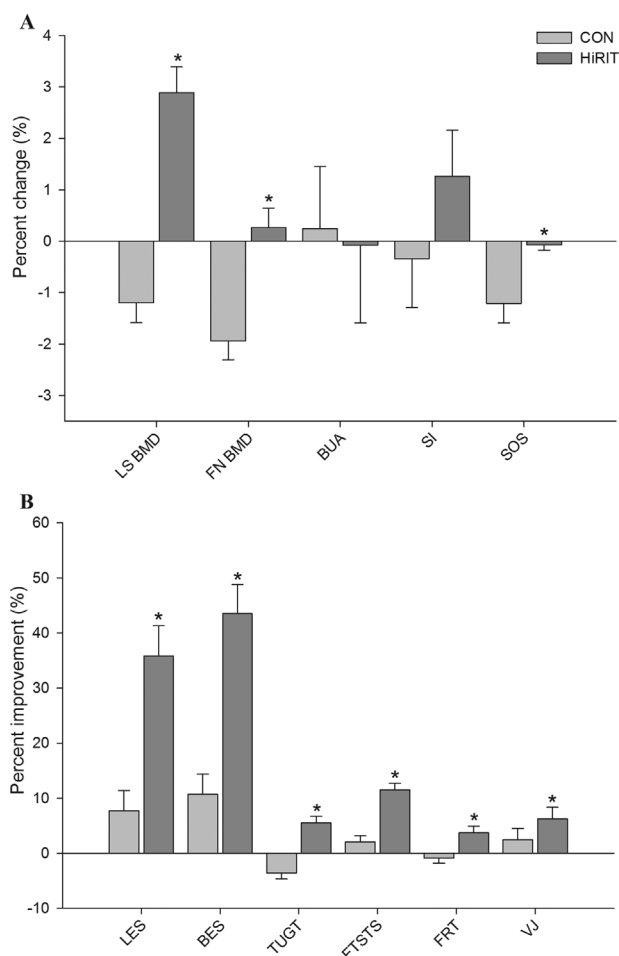 A
CON
HiRIT
Percent change (%)
4
3
2
1
0
-1
-2
-3
*
*
*
LS BMD
FN BMD
BUA
SI
SOS
B
Percent improvement (%)
60
50
40
30
20
10
0
-10
*
*
*
*
*
*
LES
BES
TUGT
FTSTS
FRT
VJ